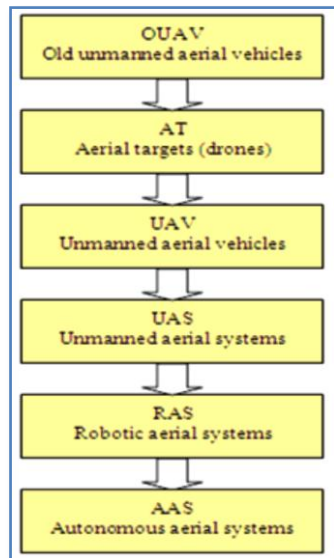 OUAV
Old unmanned aerial vehicles
AT
Aerial targets (drones)
UAV
Unmanned aerial vehicles
UAS
Unmanned aerial systems
RAS
Robotic aerial systems
AAS
Autonomous aerial systems